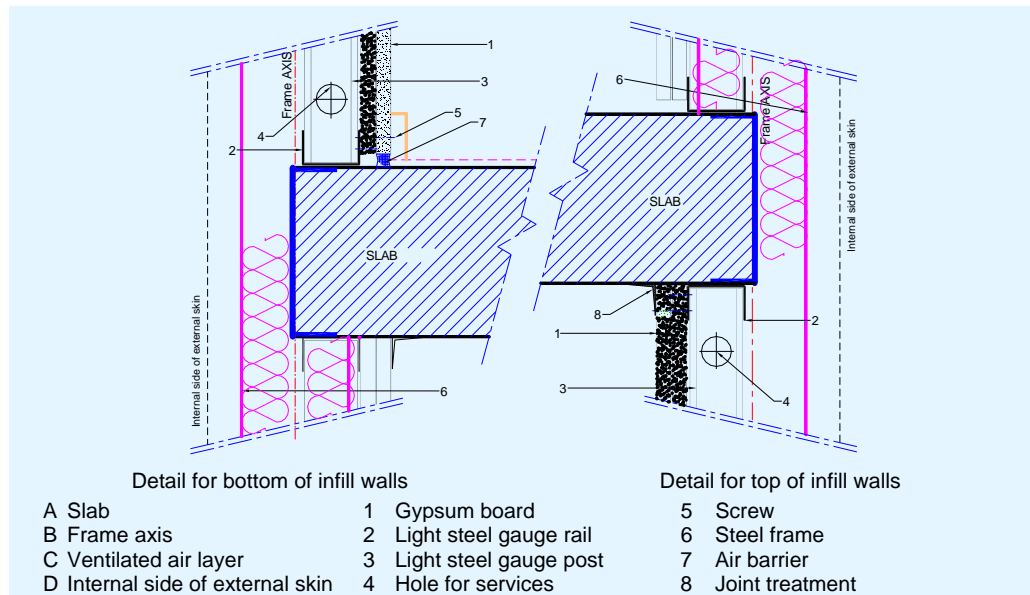 1
Frame AXIS
3
6
4
5
7
2
Frame AXIS
SLAB
SLAB
Internal side of external skin
8
2
1
Internal side of external skin
6
3
4
Detail for bottom of infill walls
Detail for top of infill walls
A Slab
B Frame axis
C Ventilated air layer
D Internal side of external skin
1 Gypsum board
2 Light steel gauge rail
3 Light steel gauge post
4 Hole for services
5 Screw
6 Steel frame
7 Air barrier
8 Joint treatment